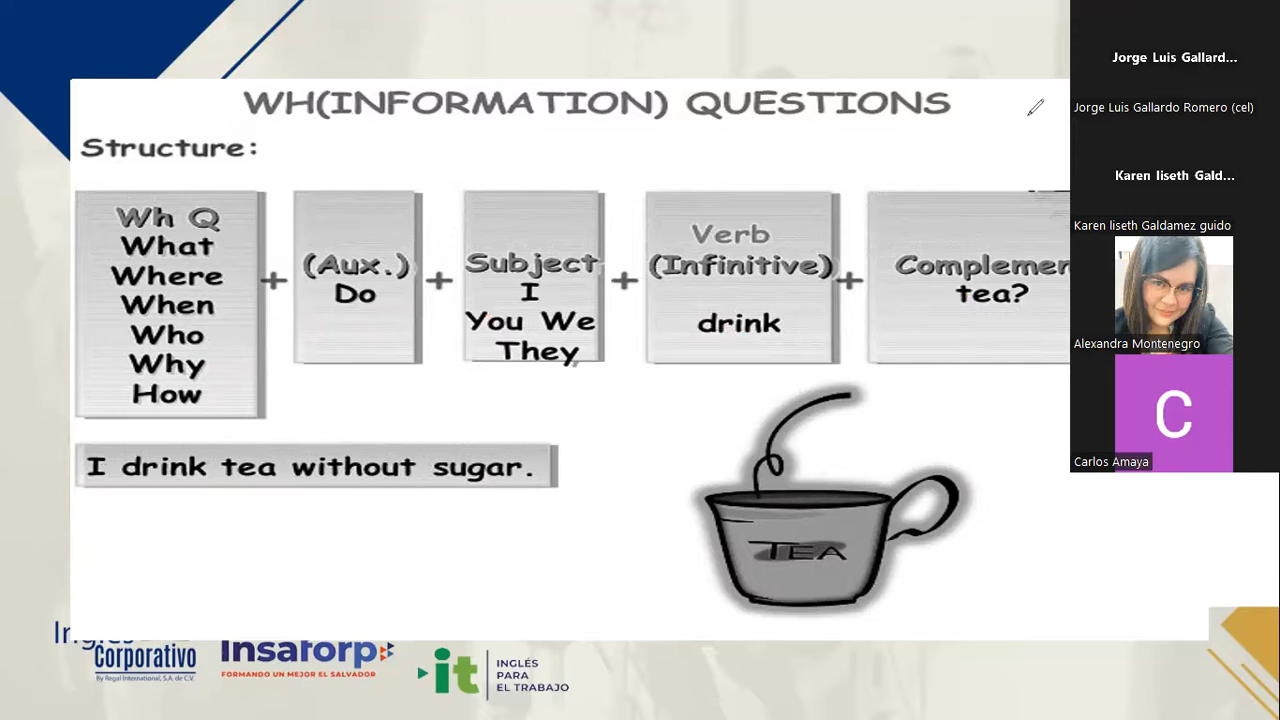 WH(INFORMATION) QUESTIONS
Structure:
Wh Q
What
Where
When
Who
Why
How
+
(Aux.)
Do
+
Subject
I
You We
They
+
Verb
(Infinitive)
drink
+
Complemen
tea?
I drink tea without sugar.
TEA
Jorge Luis Gallard...
Jorge Luis Gallardo Romero (cel)
Karen liseth Gald...
Karen liseth Galdamez guido
Alexandra Montenegro
C
Carlos Amaya
Inglés
Corporativo
By Regal International, S.A. de C.V.
Insaforp
FORMANDO UN MEJOR EL SALVADOR
it
INGLÉS
PARA
EL TRABAJO